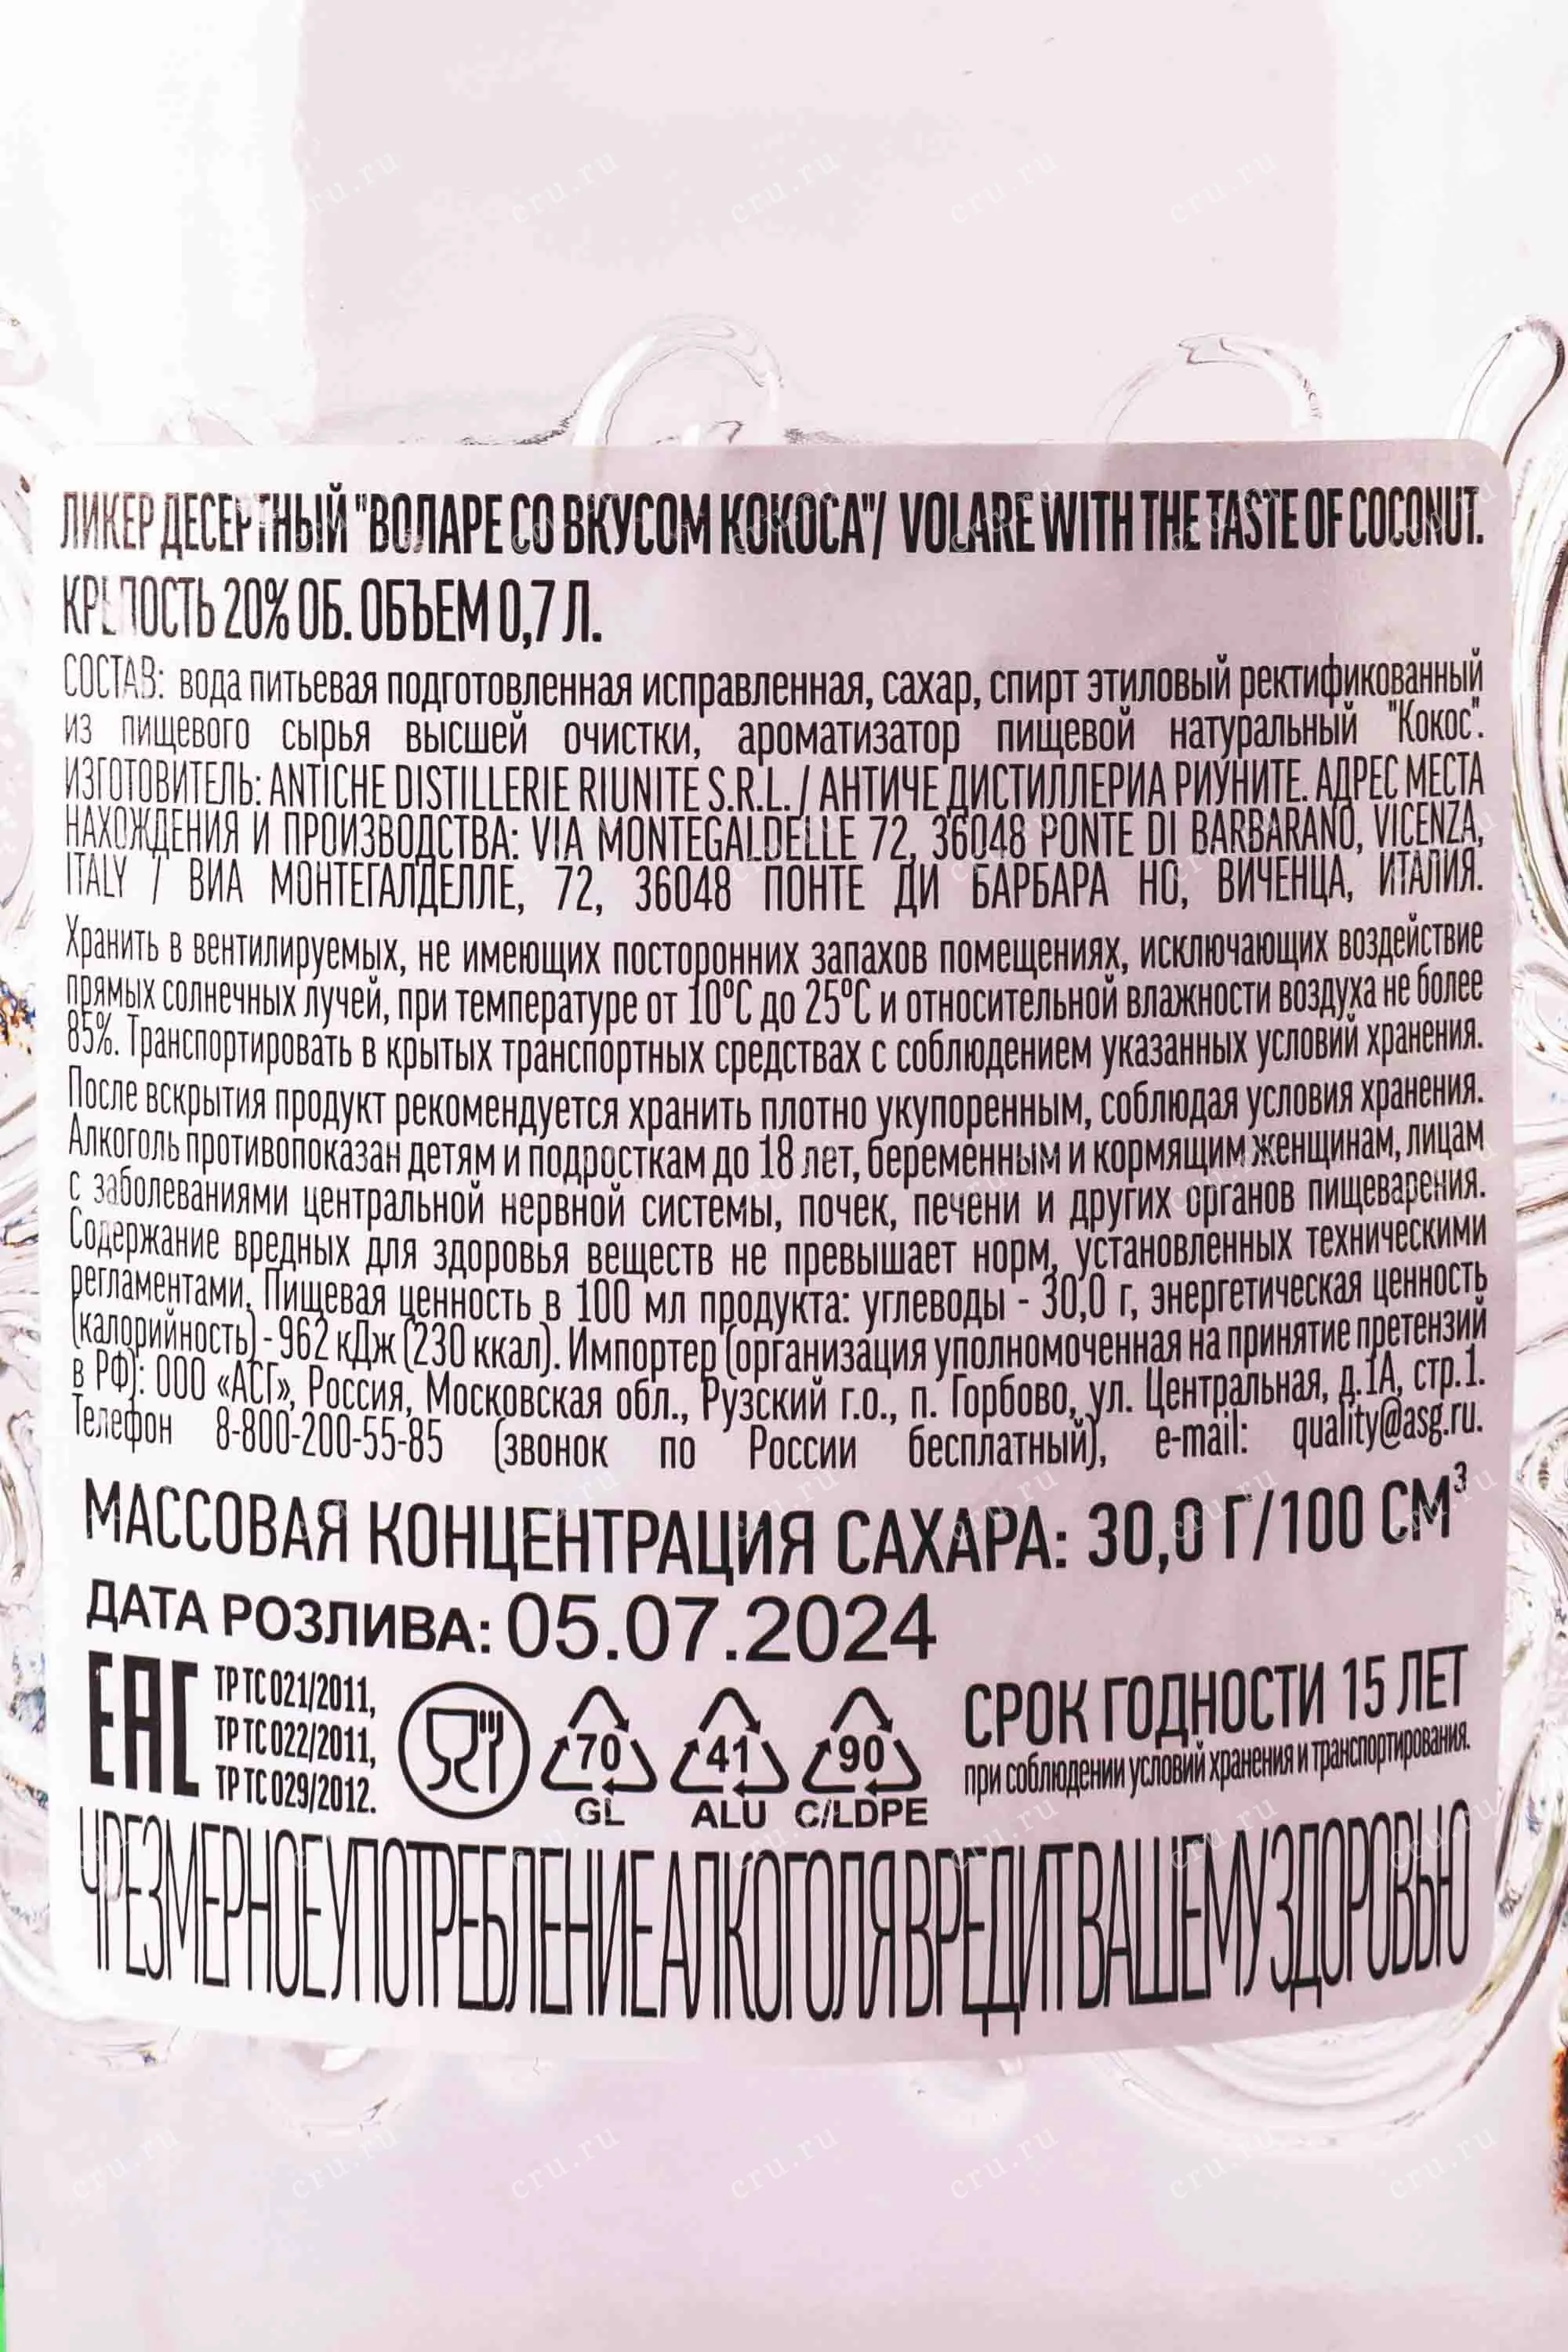 ЛИКЕР ДЕСЕРТНЫЙ "ВОЛАРЕ СО ВКУСОМ КОКОСА"/ VOLARE WITH THE TASTE OF COCONUT.
КРЕПОСТЬ 20% ОБ. ОБЪЕМ 0,7 Л.
СОСТАВ: вода питьевая подготовленная исправленная, сахар, спирт этиловый ректификованный
из пищевого сырья высшей очистки, ароматизатор пищевой натуральный "Кокос".
ИЗГОТОВИТЕЛЬ: ANTICHE DISTILLERIE RIUNITE S.R.L. / АНТИЧЕ ДИСТИЛЛЕРИА РИУНИТЕ. АДРЕС МЕСТА
НАХОЖДЕНИЯ И ПРОИЗВОДСТВА: VIA MONTEGALDELLE 72, 36048 PONTE DI BARBARANO, VICENZA,
ITALY / ВИА МОНТЕГАЛДЕЛЛЕ, 72, 36048 ПОНТЕ ДИ БАРБАРА НО, ВИЧЕНЦА, ИТАЛИЯ.
Хранить в вентилируемых, не имеющих посторонних запахов помещениях, исключающих воздействие
прямых солнечных лучей, при температуре от 10°С до 25°С и относительной влажности воздуха не более
85%. Транспортировать в крытых транспортных средствах с соблюдением указанных условий хранения.
После вскрытия продукт рекомендуется хранить плотно укупоренным, соблюдая условия хранения.
Алкоголь противопоказан детям и подросткам до 18 лет, беременным и кормящим женщинам, лицам
с заболеваниями центральной нервной системы, почек, печени и других органов пищеварения.
Содержание вредных для здоровья веществ не превышает норм, установленных техническими
регламентами. Пищевая ценность в 100 мл продукта: углеводы - 30,0 г, энергетическая ценность
(калорийность) - 962 кДж (230 ккал). Импортер (организация уполномоченная на принятие претензий
в РФ): ООО «АСГ», Россия, Московская обл., Рузский г.о., п. Горбово, ул. Центральная, д.1А, стр.1.
Телефон 8-800-200-55-85 (звонок по России бесплатный), e-mail: quality@asg.ru.
МАССОВАЯ КОНЦЕНТРАЦИЯ САХАРА: 30,0 Г/100 СМ³
ДАТА РОЗЛИВА: 05.07.2024
ЕАС
ТР ТС 021/2011,
ТР ТС 022/2011,
ТР ТС 029/2012.
70
GL
41
ALU
90
C/LDPE
СРОК ГОДНОСТИ 15 ЛЕТ
при соблюдении условий хранения и транспортирования.
ЧРЕЗМЕРНОЕ УПОТРЕБЛЕНИЕ АЛКОГОЛЯ ВРЕДИТ ВАШЕМУ ЗДОРОВЬЮ
cru.ru